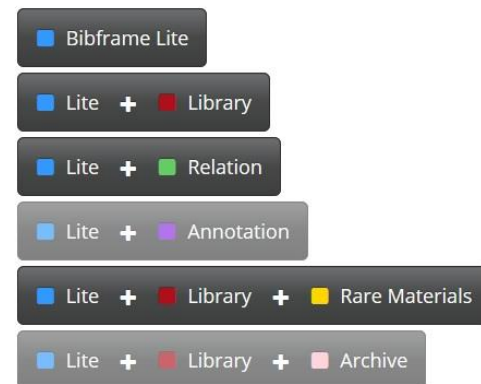 Bibframe Lite
Lite + Library
Lite + Relation
Lite + Annotation
Lite + Library + Rare Materials
Lite + Library + Archive